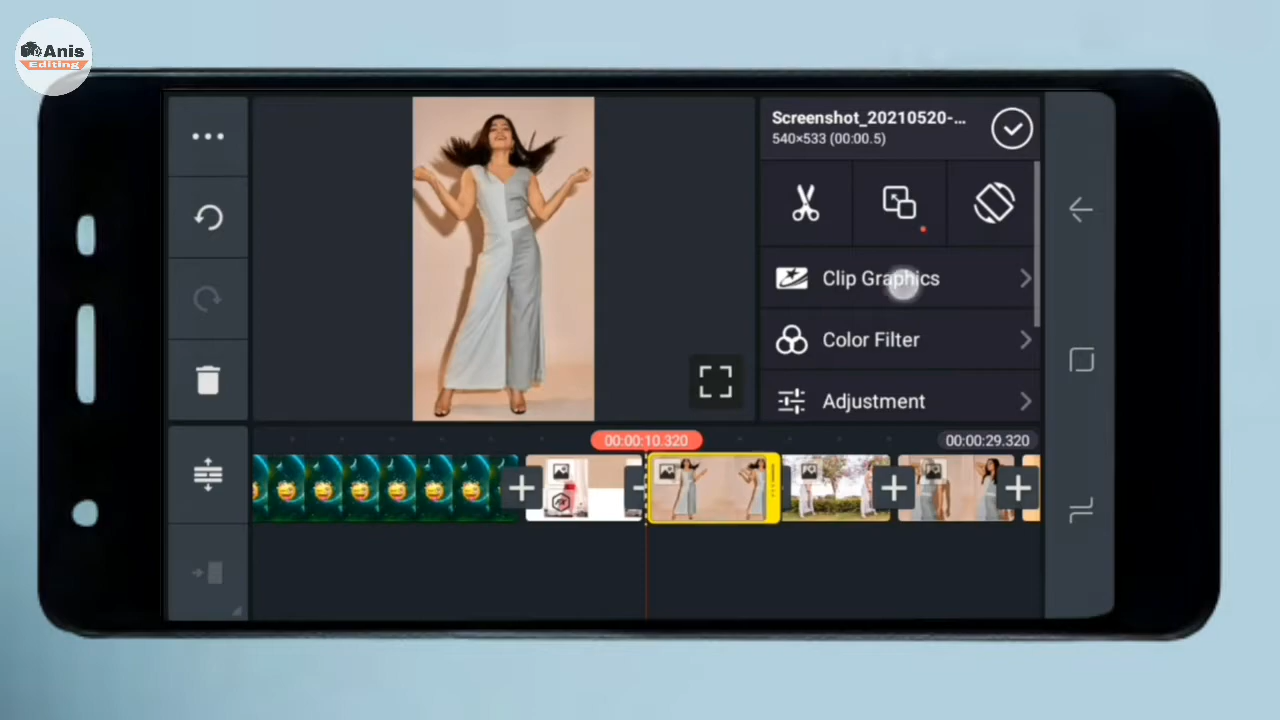 Anis
Editing
Screenshot_20210520-...
540×533 (00:00.5)
Clip Graphics
Color Filter
Adjustment
00:00:10.320
00:00:29.320